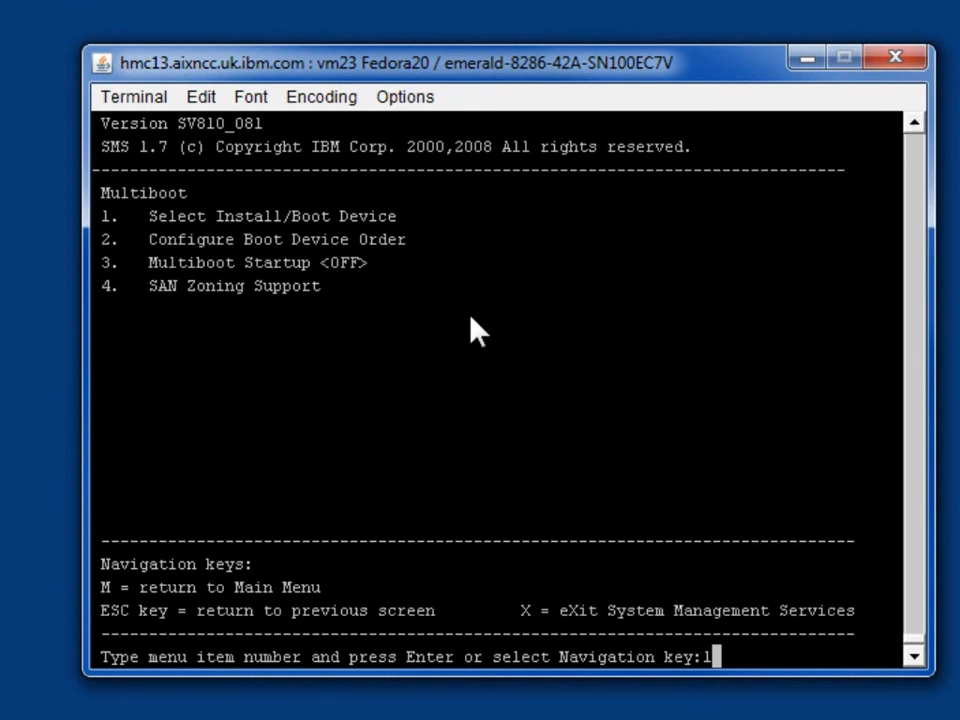 hmc13.aixncc.uk.ibm.com : vm23 Fedora20 / emerald-8286-42A-SN100EC7V
Terminal Edit Font Encoding Options
Version SV810_081
SMS 1.7 (c) Copyright IBM Corp. 2000,2008 All rights reserved.
-------------------------------------------------------------------------------
Multiboot
1. Select Install/Boot Device
2. Configure Boot Device Order
3. Multiboot Startup <OFF>
4. SAN Zoning Support
-------------------------------------------------------------------------------
Navigation keys:
M = return to Main Menu
ESC key = return to previous screen X = eXit System Management Services
-------------------------------------------------------------------------------
Type menu item number and press Enter or select Navigation key:1